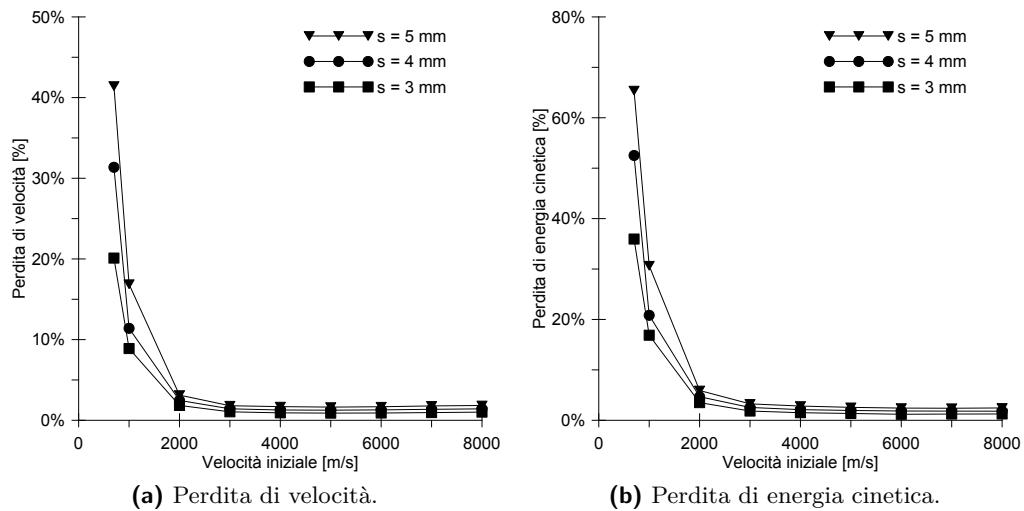 50%
40%
30%
20%
10%
0%
Perdita di velocità [%]
s = 5 mm
s = 4 mm
s = 3 mm
0 2000 4000 6000 8000
Velocità iniziale [m/s]
(a) Perdita di velocità.
80%
60%
40%
20%
0%
Perdita di energia cinetica [%]
s = 5 mm
s = 4 mm
s = 3 mm
0 2000 4000 6000 8000
Velocità iniziale [m/s]
(b) Perdita di energia cinetica.